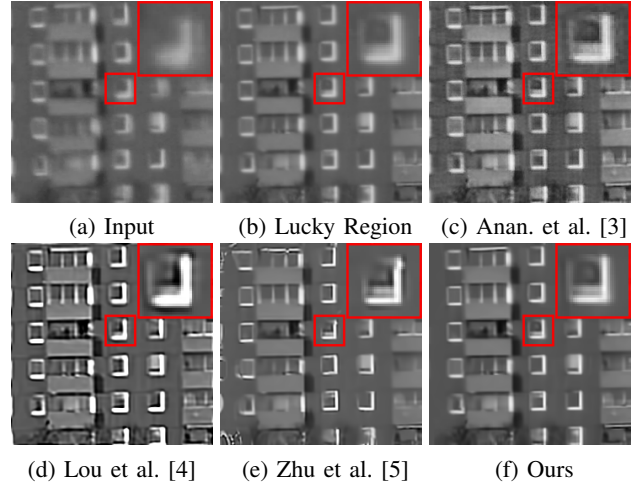 (a) Input
(b) Lucky Region
(c) Anan. et al. [3]
(d) Lou et al. [4]
(e) Zhu et al. [5]
(f) Ours